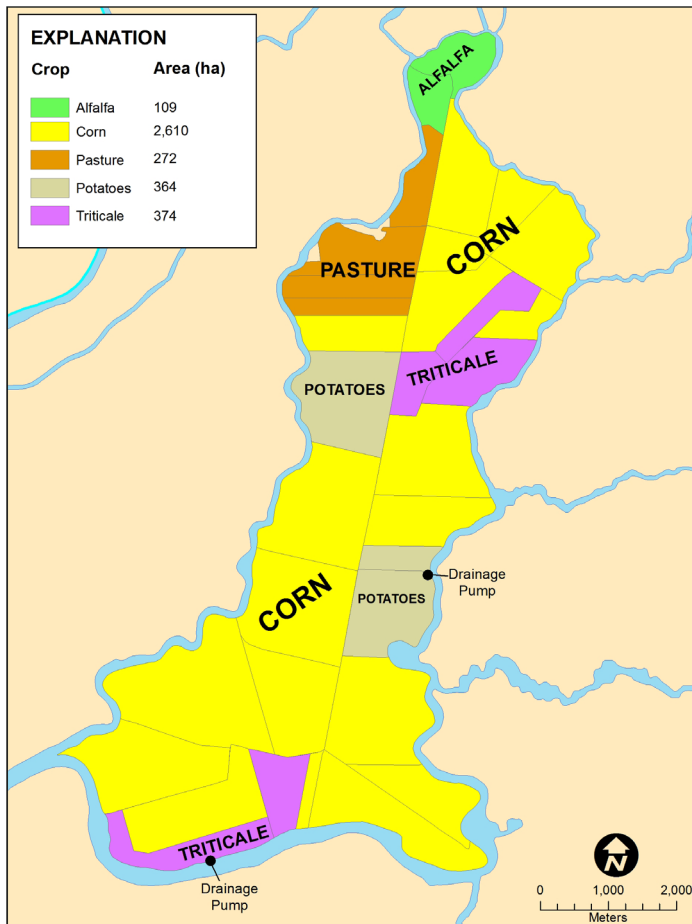 EXPLANATION
Crop Area (ha)
Alfalfa 109
Corn 2,610
Pasture 272
Potatoes 364
Triticale 374
ALFALFA
CORN
PASTURE
TRITICALE
POTATOES
Drainage
Pump
CORN
POTATOES
TRITICALE
Drainage
Pump
N
0 1,000 2,000
Meters